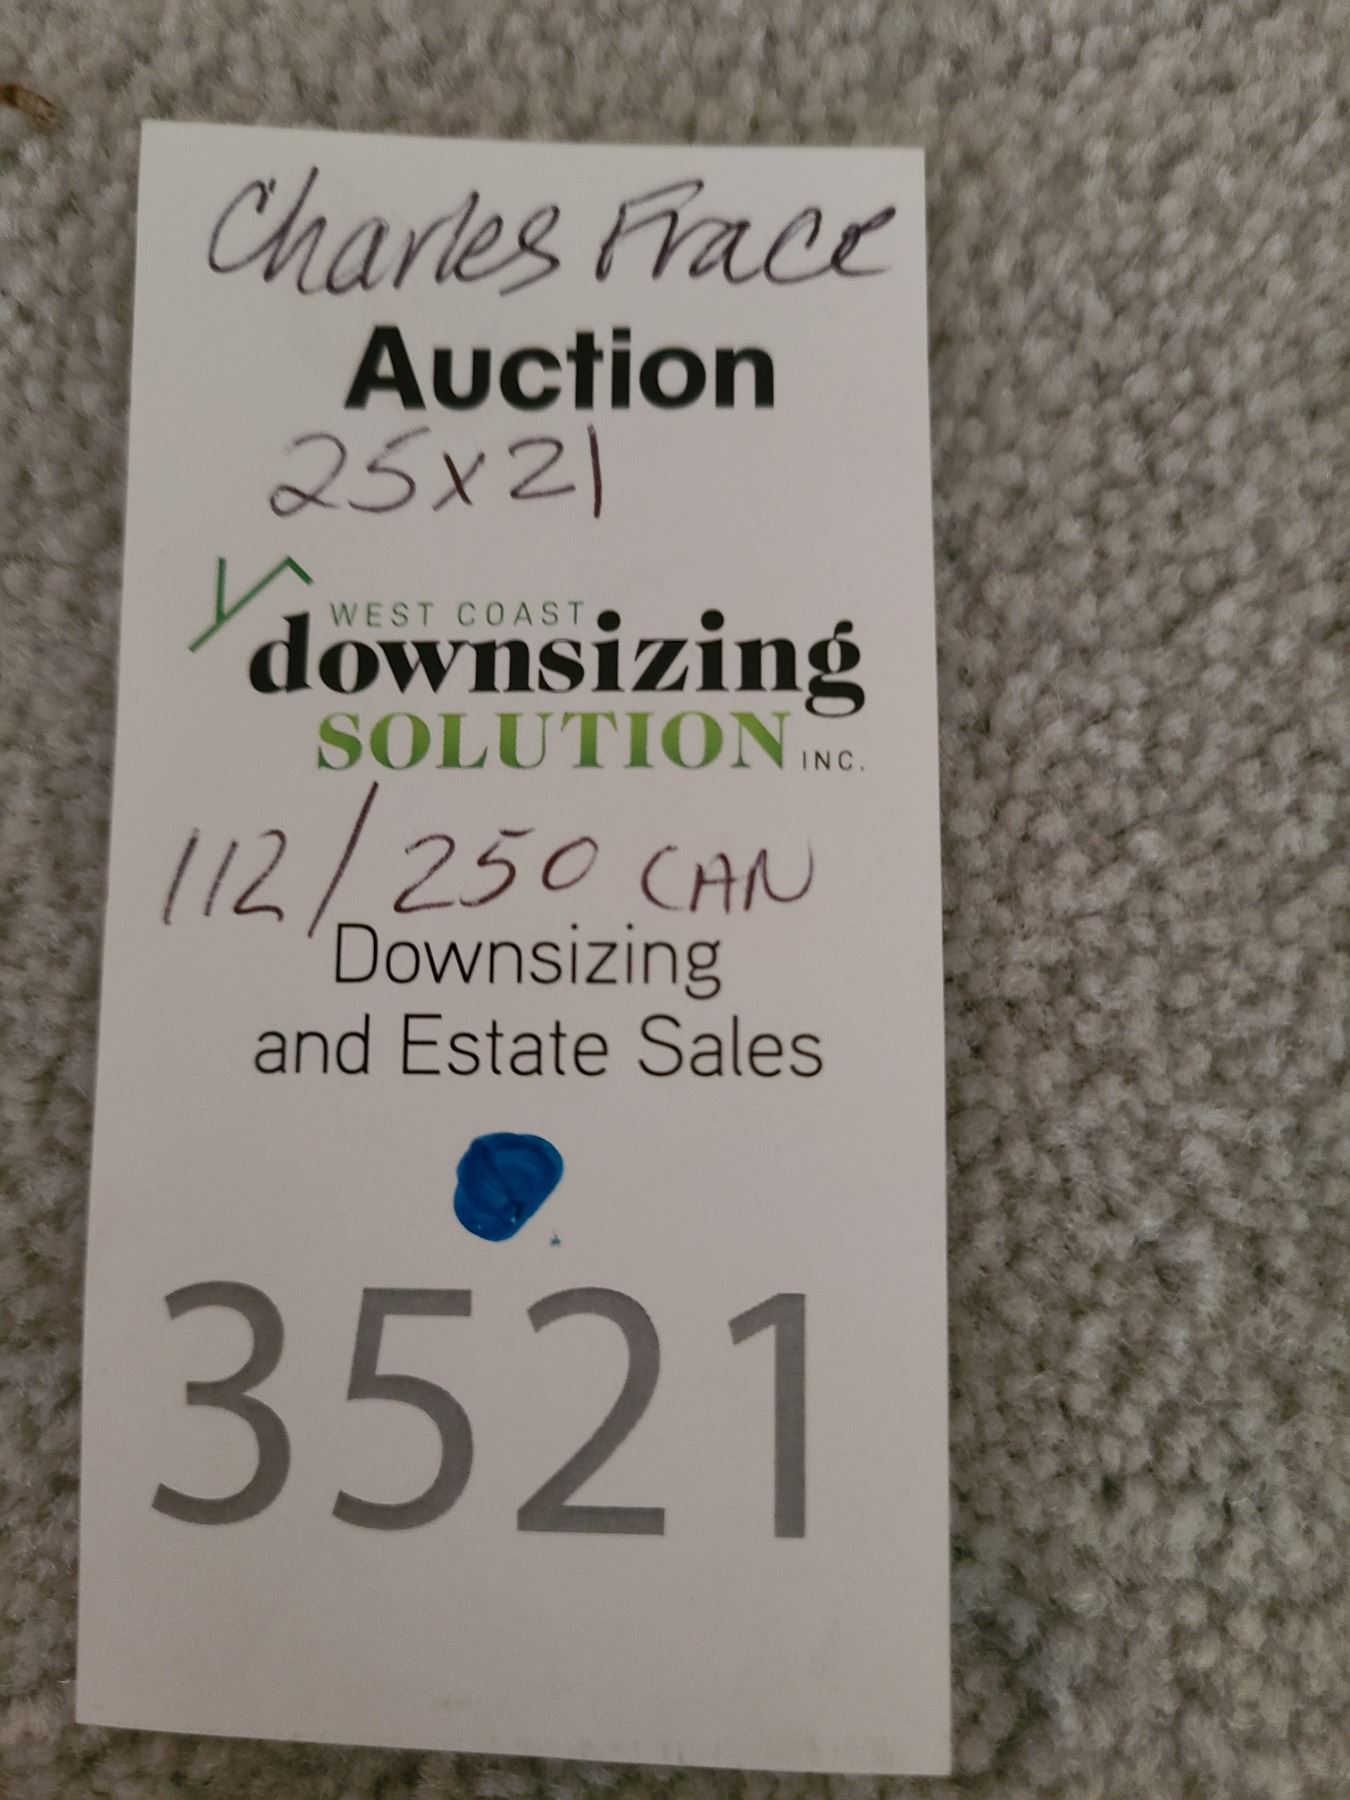 Charles Frace
Auction
25x21
WEST COAST
downsizing
SOLUTION INC.
112/250 CAN
Downsizing
and Estate Sales
3521